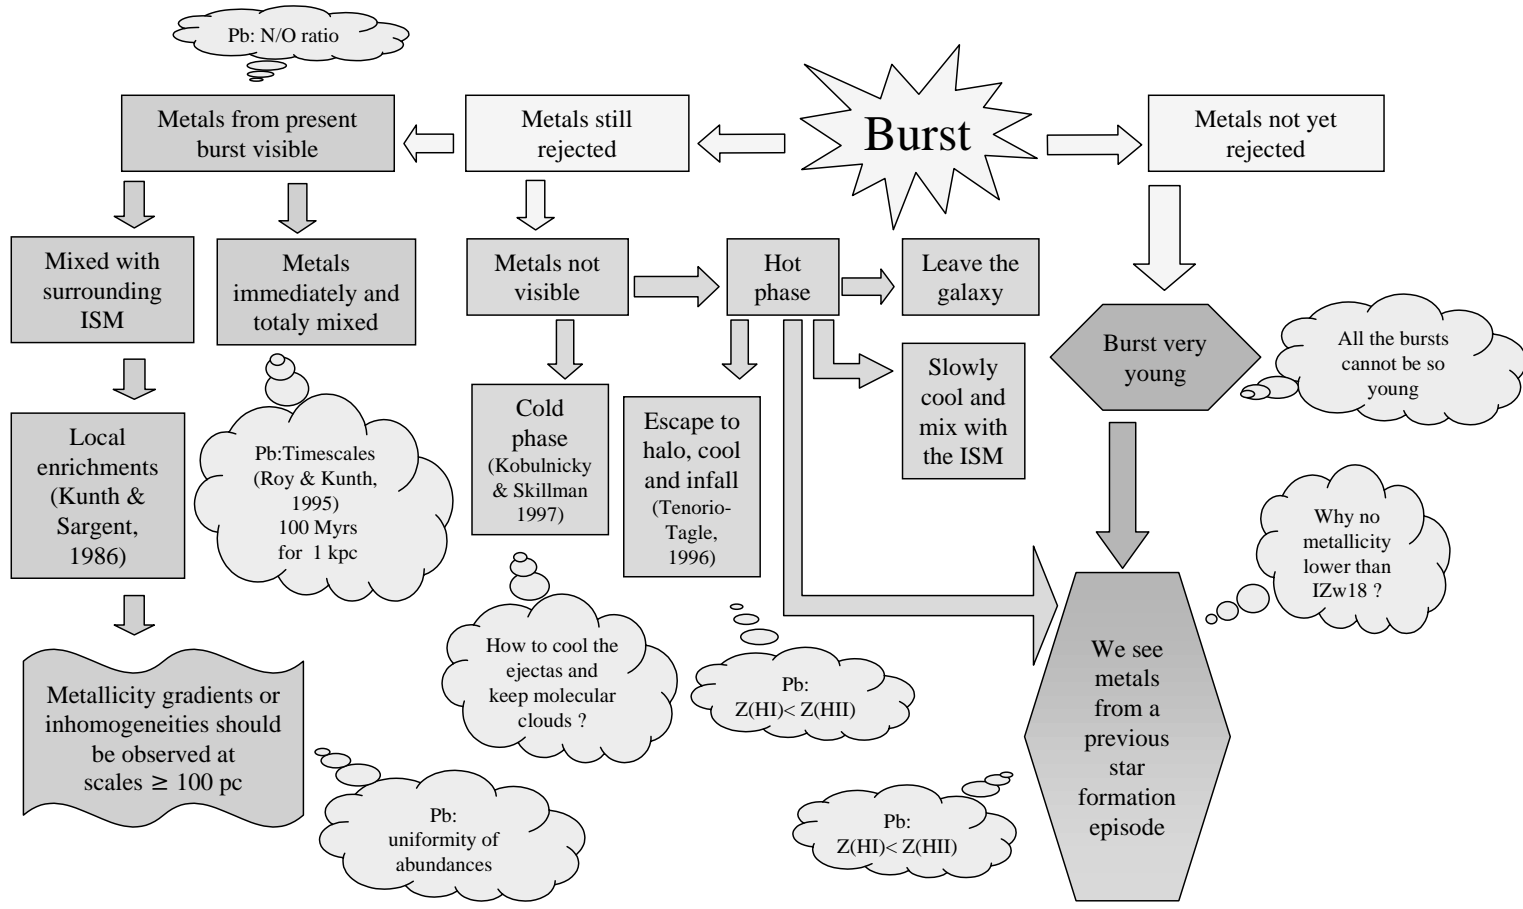 Pb: N/O ratio
Metals from present
burst visible
Metals still
rejected
Burst
Metals not yet
rejected
Mixed with
surrounding
ISM
Metals
immediately and
totaly mixed
Metals not
visible
Hot
phase
Leave the
galaxy
Burst very
young
All the bursts
cannot be so
young
Slowly
cool and
mix with
the ISM
Local
enrichments
(Kunth &
Sargent,
1986)
Pb:Timescales
(Roy & Kunth,
1995)
100 Myrs
for 1 kpc
Cold
phase
(Kobulnicky
& Skillman
1997)
Escape to
halo, cool
and infall
(Tenorio-
Tagle,
1996)
Why no
metallicity
lower than
IZw18 ?
Metallicity gradients or
inhomogeneities should
be observed at
scales ≥ 100 pc
How to cool the
ejectas and
keep molecular
clouds ?
Pb:
Z(HI)< Z(HII)
We see
metals
from a
previous
star
formation
episode
Pb:
uniformity of
abundances
Pb:
Z(HI)< Z(HII)